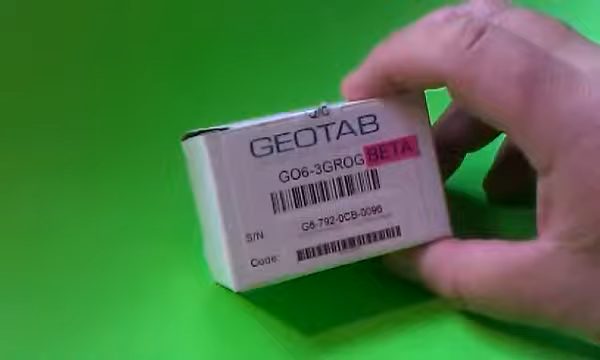 Q/C
GEOTAB
GO6-3GROG BETA
S/N G6-792-0CB-0096
Code: